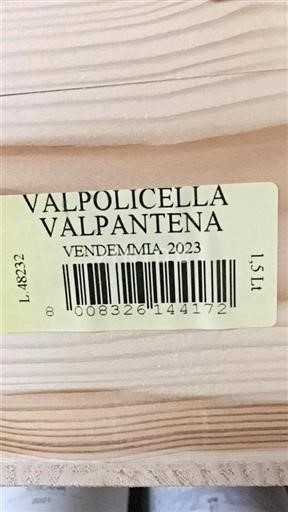 VALPOLICELLA
VALPANTENA
VENDEMMIA 2023
L.48232
1,5 Lt
8 008326 144172